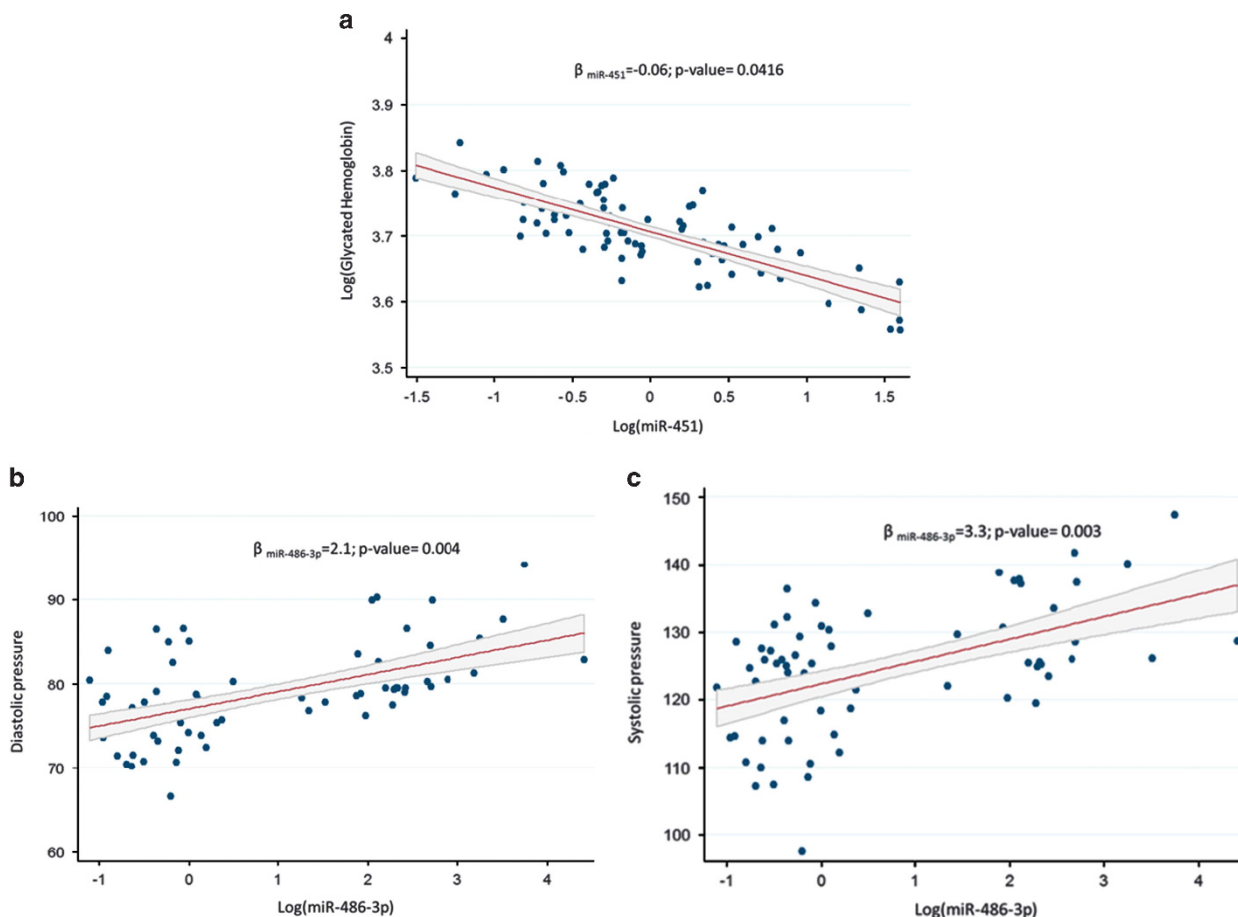 a
4
β miR-451=-0.06; p-value= 0.0416
3.9
3.8
3.7
3.6
3.5
Log(Glycated Hemoglobin)
-1.5 -1 -0.5 0 0.5 1 1.5
Log(miR-451)
b
100
β miR-486-3p=2.1; p-value= 0.004
90
80
70
60
Diastolic pressure
-1 0 1 2 3 4
Log(miR-486-3p)
c
150
β miR-486-3p=3.3; p-value= 0.003
140
130
120
110
100
Systolic pressure
-1 0 1 2 3 4
Log(miR-486-3p)